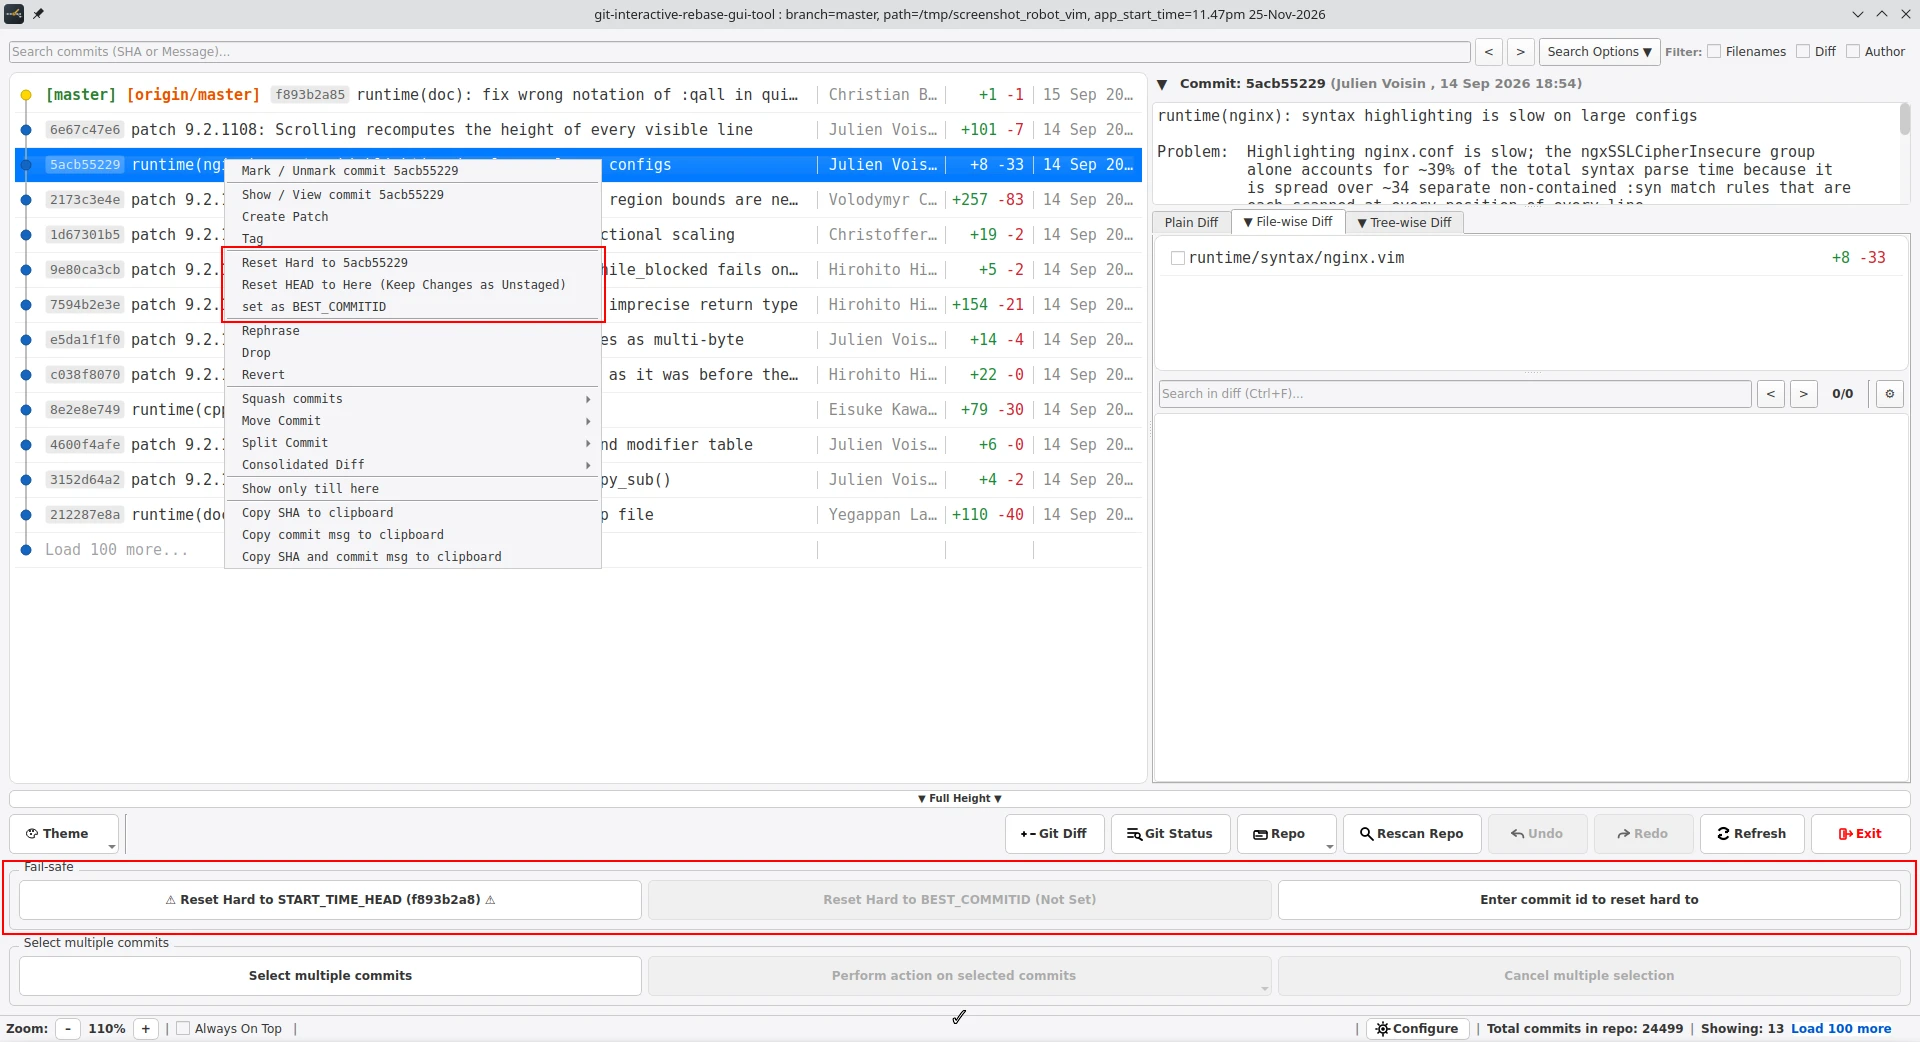 git-interactive-rebase-gui-tool : branch=master, path=/tmp/screenshot_robot_vim, app_start_time=11.47pm 25-Nov-2026
Search commits (SHA or Message)...
< > Search Options ▼ Filter: Filenames Diff Author
[master] [origin/master] f893b2a85 runtime(doc): fix wrong notation of :qall in qui… Christian B… +1 -1 15 Sep 20…
6e67c47e6 patch 9.2.1108: Scrolling recomputes the height of every visible line Julien Vois… +101 -7 14 Sep 20…
5acb55229 runtime(ngi configs Julien Vois… +8 -33 14 Sep 20…
2173c3e4e patch 9.2.1 region bounds are ne… Volodymyr C… +257 -83 14 Sep 20…
1d67301b5 patch 9.2.1 ctional scaling Christoffer… +19 -2 14 Sep 20…
9e80ca3cb patch 9.2.1 hile_blocked fails on… Hirohito Hi… +5 -2 14 Sep 20…
7594b2e3e patch 9.2.1 imprecise return type Hirohito Hi… +154 -21 14 Sep 20…
e5da1f1f0 patch 9.2.1 es as multi-byte Julien Vois… +14 -4 14 Sep 20…
c038f8070 patch 9.2.1 as it was before the… Hirohito Hi… +22 -0 14 Sep 20…
8e2e8e749 runtime(cpp Eisuke Kawa… +79 -30 14 Sep 20…
4600f4afe patch 9.2.1 nd modifier table Julien Vois… +6 -0 14 Sep 20…
3152d64a2 patch 9.2.1 py_sub() Julien Vois… +4 -2 14 Sep 20…
212287e8a runtime(doc p file Yegappan La… +110 -40 14 Sep 20…
Load 100 more...
Mark / Unmark commit 5acb55229
Show / View commit 5acb55229
Create Patch
Tag
Reset Hard to 5acb55229
Reset HEAD to Here (Keep Changes as Unstaged)
set as BEST_COMMITID
Rephrase
Drop
Revert
Squash commits
Move Commit
Split Commit
Consolidated Diff
Show only till here
Copy SHA to clipboard
Copy commit msg to clipboard
Copy SHA and commit msg to clipboard
▼ Commit: 5acb55229 (Julien Voisin , 14 Sep 2026 18:54)
runtime(nginx): syntax highlighting is slow on large configs
Problem:  Highlighting nginx.conf is slow; the ngxSSLCipherInsecure group
alone accounts for ~39% of the total syntax parse time because it
is spread over ~34 separate non-contained :syn match rules that are
each scanned at every position of every line
Plain Diff ▼ File-wise Diff ▼ Tree-wise Diff
runtime/syntax/nginx.vim +8 -33
Search in diff (Ctrl+F)... < > 0/0
▼ Full Height ▼
Theme Git Diff Git Status Repo Rescan Repo Undo Redo Refresh Exit
Fail-safe
⚠ Reset Hard to START_TIME_HEAD (f893b2a8) ⚠ Reset Hard to BEST_COMMITID (Not Set) Enter commit id to reset hard to
Select multiple commits
Select multiple commits Perform action on selected commits Cancel multiple selection
Zoom: - 110% + | Always On Top | | Configure | Total commits in repo: 24499 | Showing: 13 Load 100 more